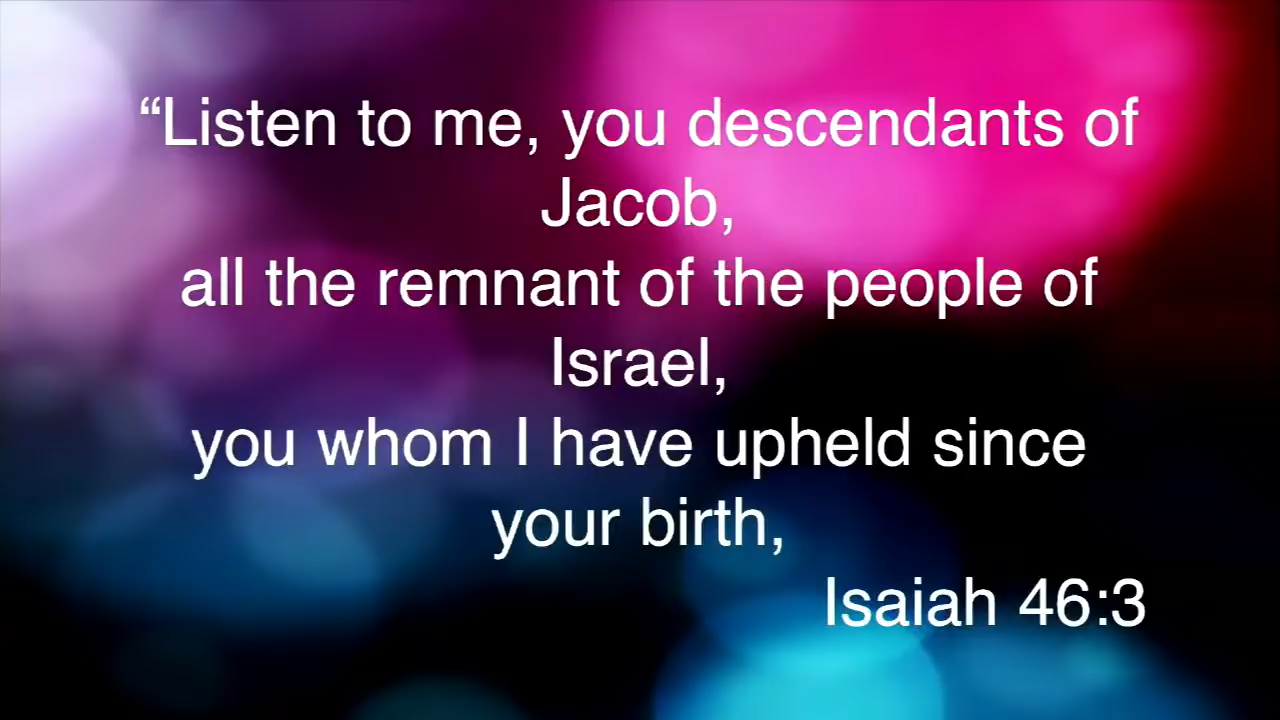 “Listen to me, you descendants of
Jacob,
all the remnant of the people of
Israel,
you whom I have upheld since
your birth,
Isaiah 46:3